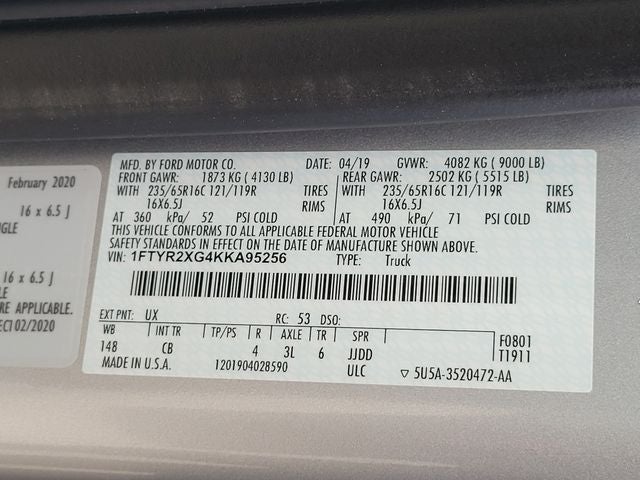 MFD. BY FORD MOTOR CO. DATE: 04/19 GVWR: 4082 KG ( 9000 LB)
FRONT GAWR: 1873 KG ( 4130 LB) REAR GAWR: 2502 KG ( 5515 LB)
WITH 235/65R16C 121/119R TIRES WITH 235/65R16C 121/119R TIRES
16X6.5J RIMS 16X6.5J RIMS
AT 360 kPa/ 52 PSI COLD AT 490 kPa/ 71 PSI COLD
THIS VEHICLE CONFORMS TO ALL APPLICABLE FEDERAL MOTOR VEHICLE
SAFETY STANDARDS IN EFFECT ON THE DATE OF MANUFACTURE SHOWN ABOVE.
VIN: 1FTYR2XG4KKA95256 TYPE: Truck
EXT PNT: UX RC: 53 DSO:
WB INT TR TP/PS R AXLE TR SPR F0801
148 CB 4 3L 6 JJDD T1911
MADE IN U.S.A. 1201904028590 ULC ▽ 5U5A-3520472-AA
February 2020
16 x 6.5 J
NGLE
16 x 6.5 J
LE
RE APPLICABLE.
EC1 02/2020